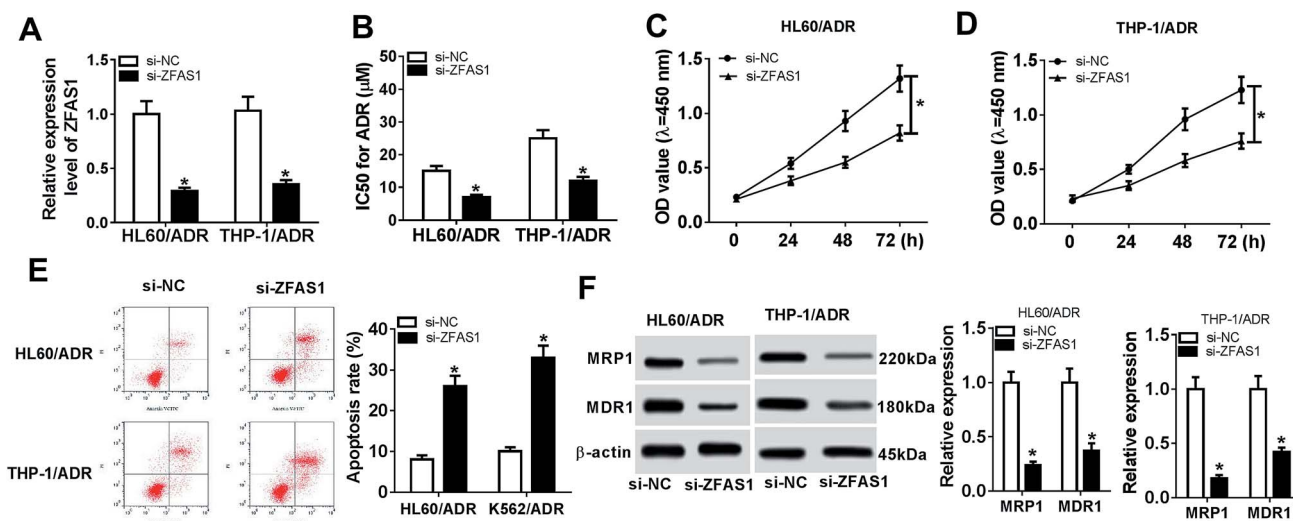 A
Relative expression
level of ZFAS1
1.5
1.0
0.5
0.0
si-NC
si-ZFAS1
*
*
HL60/ADR
THP-1/ADR
B
IC50 for ADR (μM)
50
40
30
20
10
0
si-NC
si-ZFAS1
*
*
HL60/ADR
THP-1/ADR
C
HL60/ADR
OD value (λ=450 nm)
1.5
1.0
0.5
0.0
si-NC
si-ZFAS1
*
0 24 48 72 (h)
D
THP-1/ADR
OD value (λ=450 nm)
1.5
1.0
0.5
0.0
si-NC
si-ZFAS1
*
0 24 48 72 (h)
E
si-NC
si-ZFAS1
HL60/ADR
THP-1/ADR
Annexin V-FITC
Annexin V-FITC
PI
PI
PI
PI
Apoptosis rate (%)
40
30
20
10
0
si-NC
si-ZFAS1
*
*
HL60/ADR
K562/ADR
F
HL60/ADR
THP-1/ADR
MRP1
220kDa
MDR1
180kDa
β-actin
45kDa
si-NC
si-ZFAS1
si-NC
si-ZFAS1
HL60/ADR
Relative expression
1.5
1.0
0.5
0.0
si-NC
si-ZFAS1
*
*
MRP1
MDR1
THP-1/ADR
Relative expression
1.5
1.0
0.5
0.0
si-NC
si-ZFAS1
*
*
MRP1
MDR1